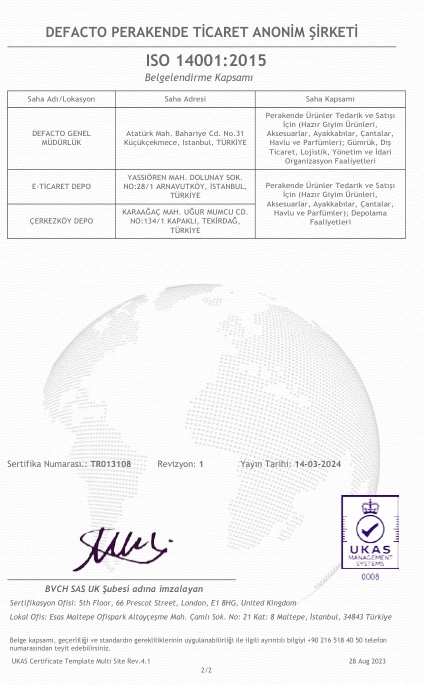 DEFACTO PERAKENDE TİCARET ANONİM ŞİRKETİ
ISO 14001:2015
Belgelendirme Kapsamı
Saha Adı/Lokasyon Saha Adresi Saha Kapsamı
DEFACTO GENEL
MÜDÜRLÜK
Atatürk Mah. Bahariye Cd. No.31
Küçükçekmece, Istanbul, TÜRKİYE
Perakende Ürünler Tedarik ve Satışı
İçin (Hazır Giyim Ürünleri,
Aksesuarlar, Ayakkabılar, Çantalar,
Havlu ve Parfümler); Gümrük, Dış
Ticaret, Lojistik, Yönetim ve İdari
Organizasyon Faaliyetleri
E-TİCARET DEPO
YASSIÖREN MAH. DOLUNAY SOK.
NO:28/1 ARNAVUTKÖY, İSTANBUL,
TÜRKİYE
Perakende Ürünler Tedarik ve Satışı
İçin (Hazır Giyim Ürünleri,
Aksesuarlar, Ayakkabılar, Çantalar,
Havlu ve Parfümler); Depolama
Faaliyetleri
ÇERKEZKÖY DEPO
KARAAĞAÇ MAH. UĞUR MUMCU CD.
NO:134/1 KAPAKLI, TEKİRDAĞ,
TÜRKİYE
Sertifika Numarası.: TR013108 Revizyon: 1 Yayın Tarihi: 14-03-2024
UKAS
MANAGEMENT
SYSTEMS
0008
BVCH SAS UK Şubesi adına imzalayan
Sertifikasyon Ofisi: 5th Floor, 66 Prescot Street, London, E1 8HG, United Kingdom
Lokal Ofis: Esas Maltepe Ofispark Altayçeşme Mah. Çamlı Sok. No: 21 Kat: 8 Maltepe, İstanbul, 34843 Türkiye
Belge kapsamı, geçerliliği ve standardın gerekliliklerinin uygulanabilirliği ile ilgili ayrıntılı bilgiyi +90 216 518 40 50 telefon
numarasından teyit edebilirsiniz.
UKAS Certificate Template Multi Site Rev.4.1 28 Aug 2023
2/2